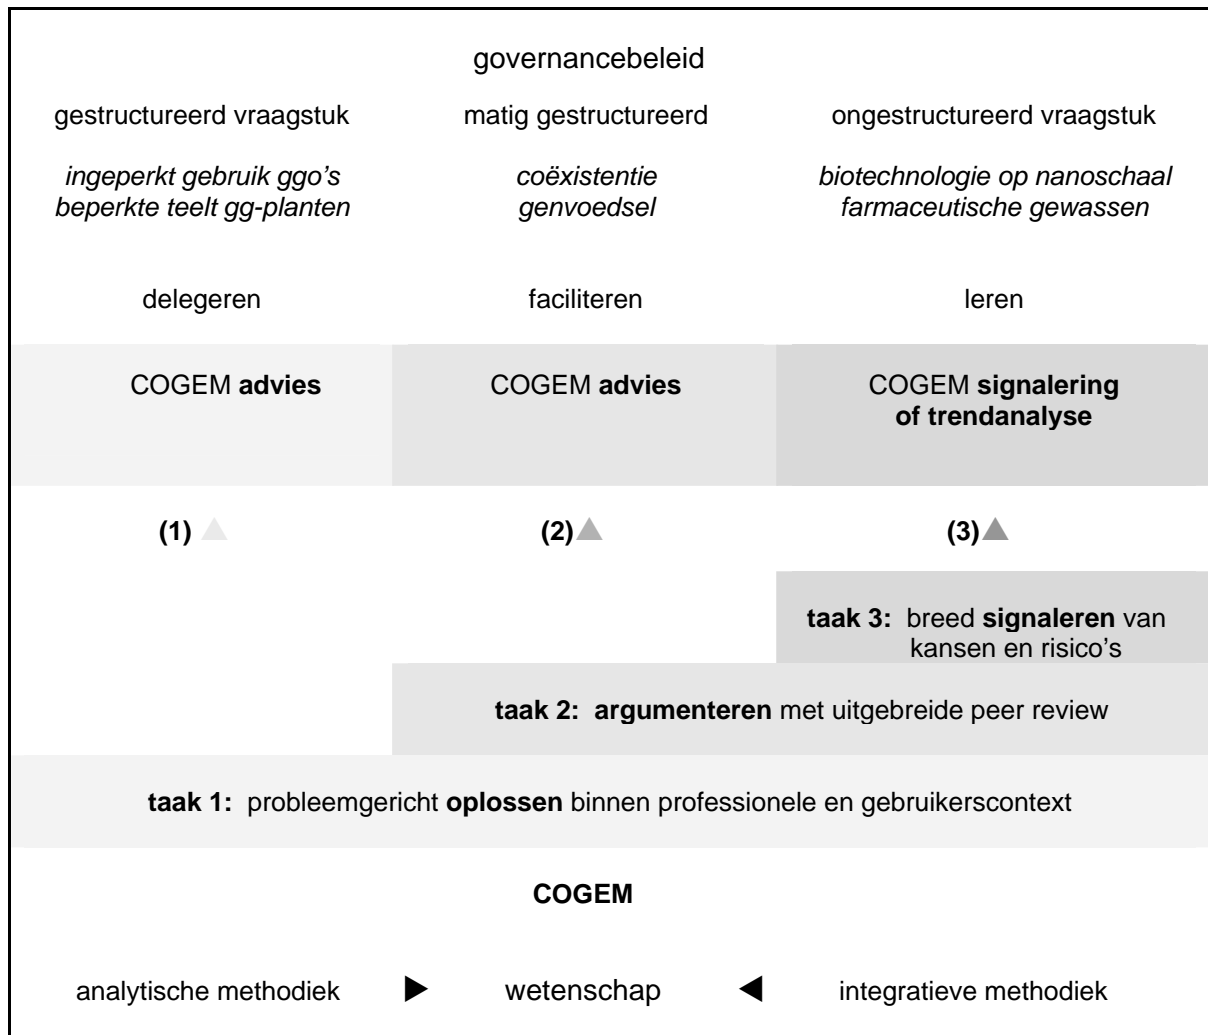 governancebeleid
gestructureerd vraagstuk matig gestructureerd ongestructureerd vraagstuk
ingeperkt gebruik ggo's coëxistentie biotechnologie op nanoschaal
beperkte teelt gg-planten genvoedsel farmaceutische gewassen
delegeren faciliteren leren
COGEM advies COGEM advies COGEM signalering
of trendanalyse
(1) (2) (3)
taak 3: breed signaleren van
kansen en risico's
taak 2: argumenteren met uitgebreide peer review
taak 1: probleemgericht oplossen binnen professionele en gebruikerscontext
COGEM
analytische methodiek wetenschap integratieve methodiek